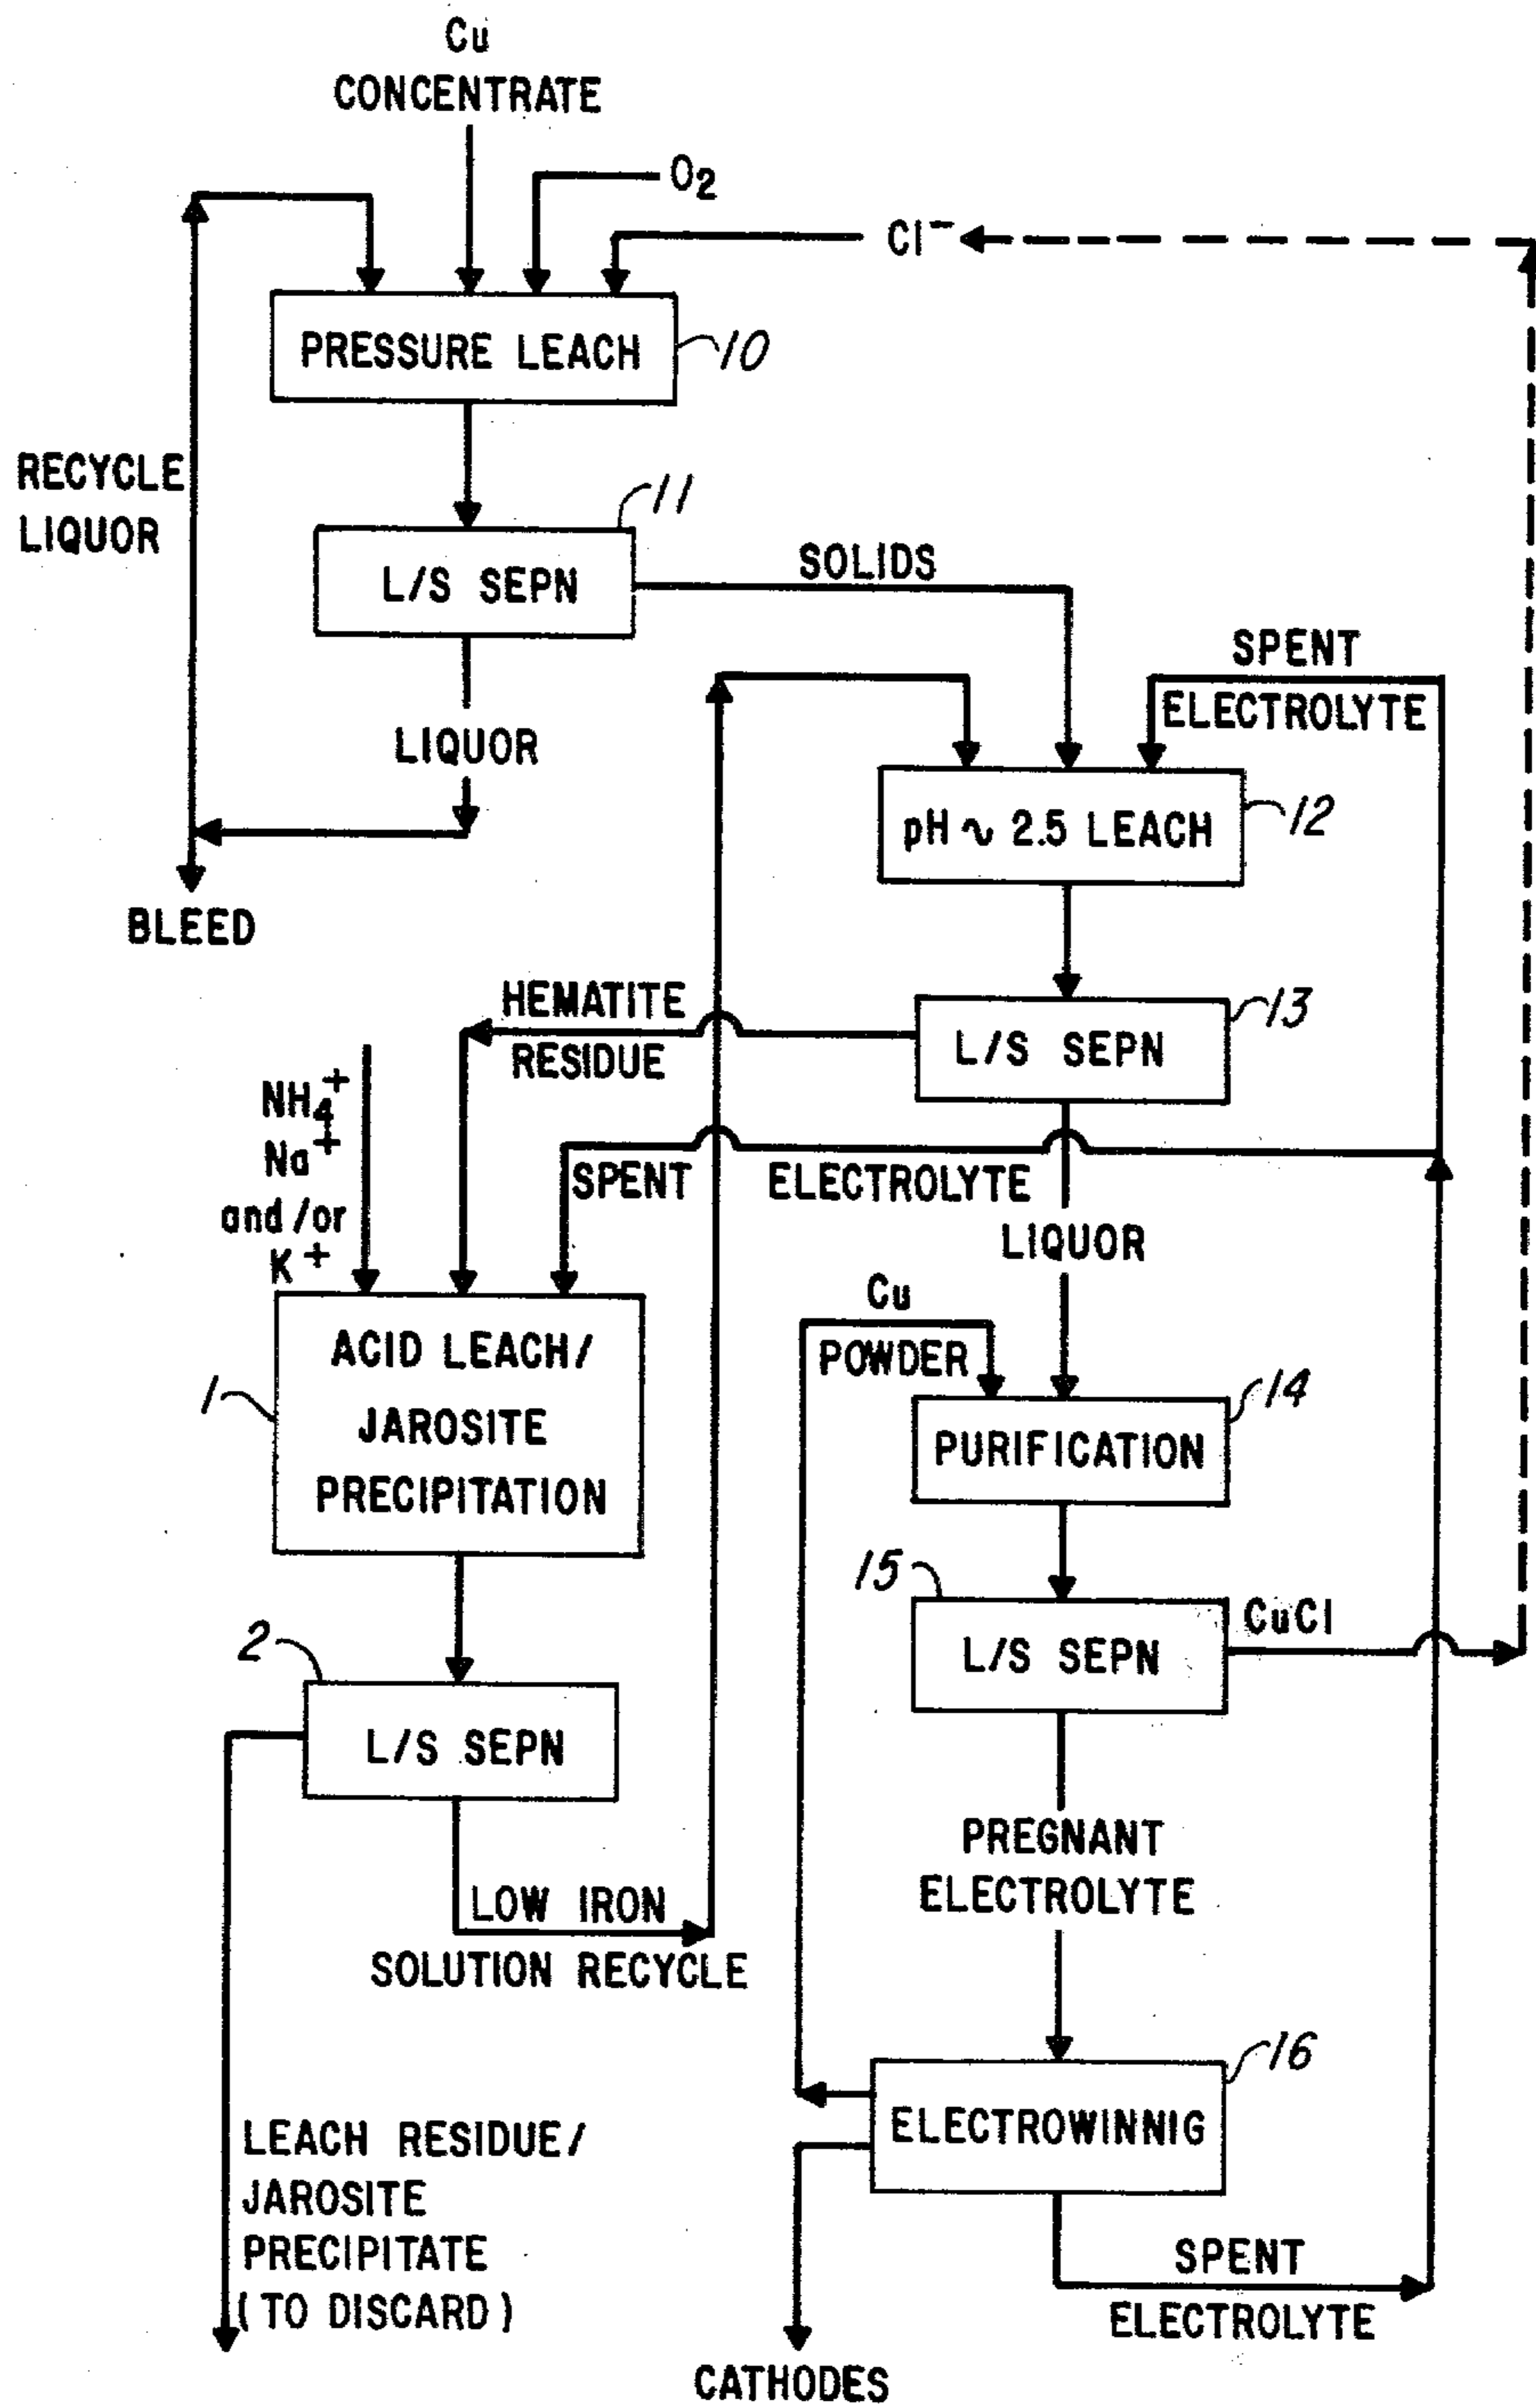 Cu
CONCENTRATE
O2
Cl−
PRESSURE LEACH
10
RECYCLE
LIQUOR
11
L/S SEPN
SOLIDS
LIQUOR
BLEED
SPENT
ELECTROLYTE
pH ~ 2.5 LEACH
12
HEMATITE
RESIDUE
13
L/S SEPN
NH4+
Na+
and/or
K+
SPENT ELECTROLYTE
LIQUOR
Cu
POWDER
ACID LEACH/
JAROSITE
PRECIPITATION
1
14
PURIFICATION
15
L/S SEPN
CuCl
2
L/S SEPN
PREGNANT
ELECTROLYTE
LOW IRON
SOLUTION RECYCLE
16
ELECTROWINNIG
LEACH RESIDUE/
JAROSITE
PRECIPITATE
(TO DISCARD)
SPENT
ELECTROLYTE
CATHODES